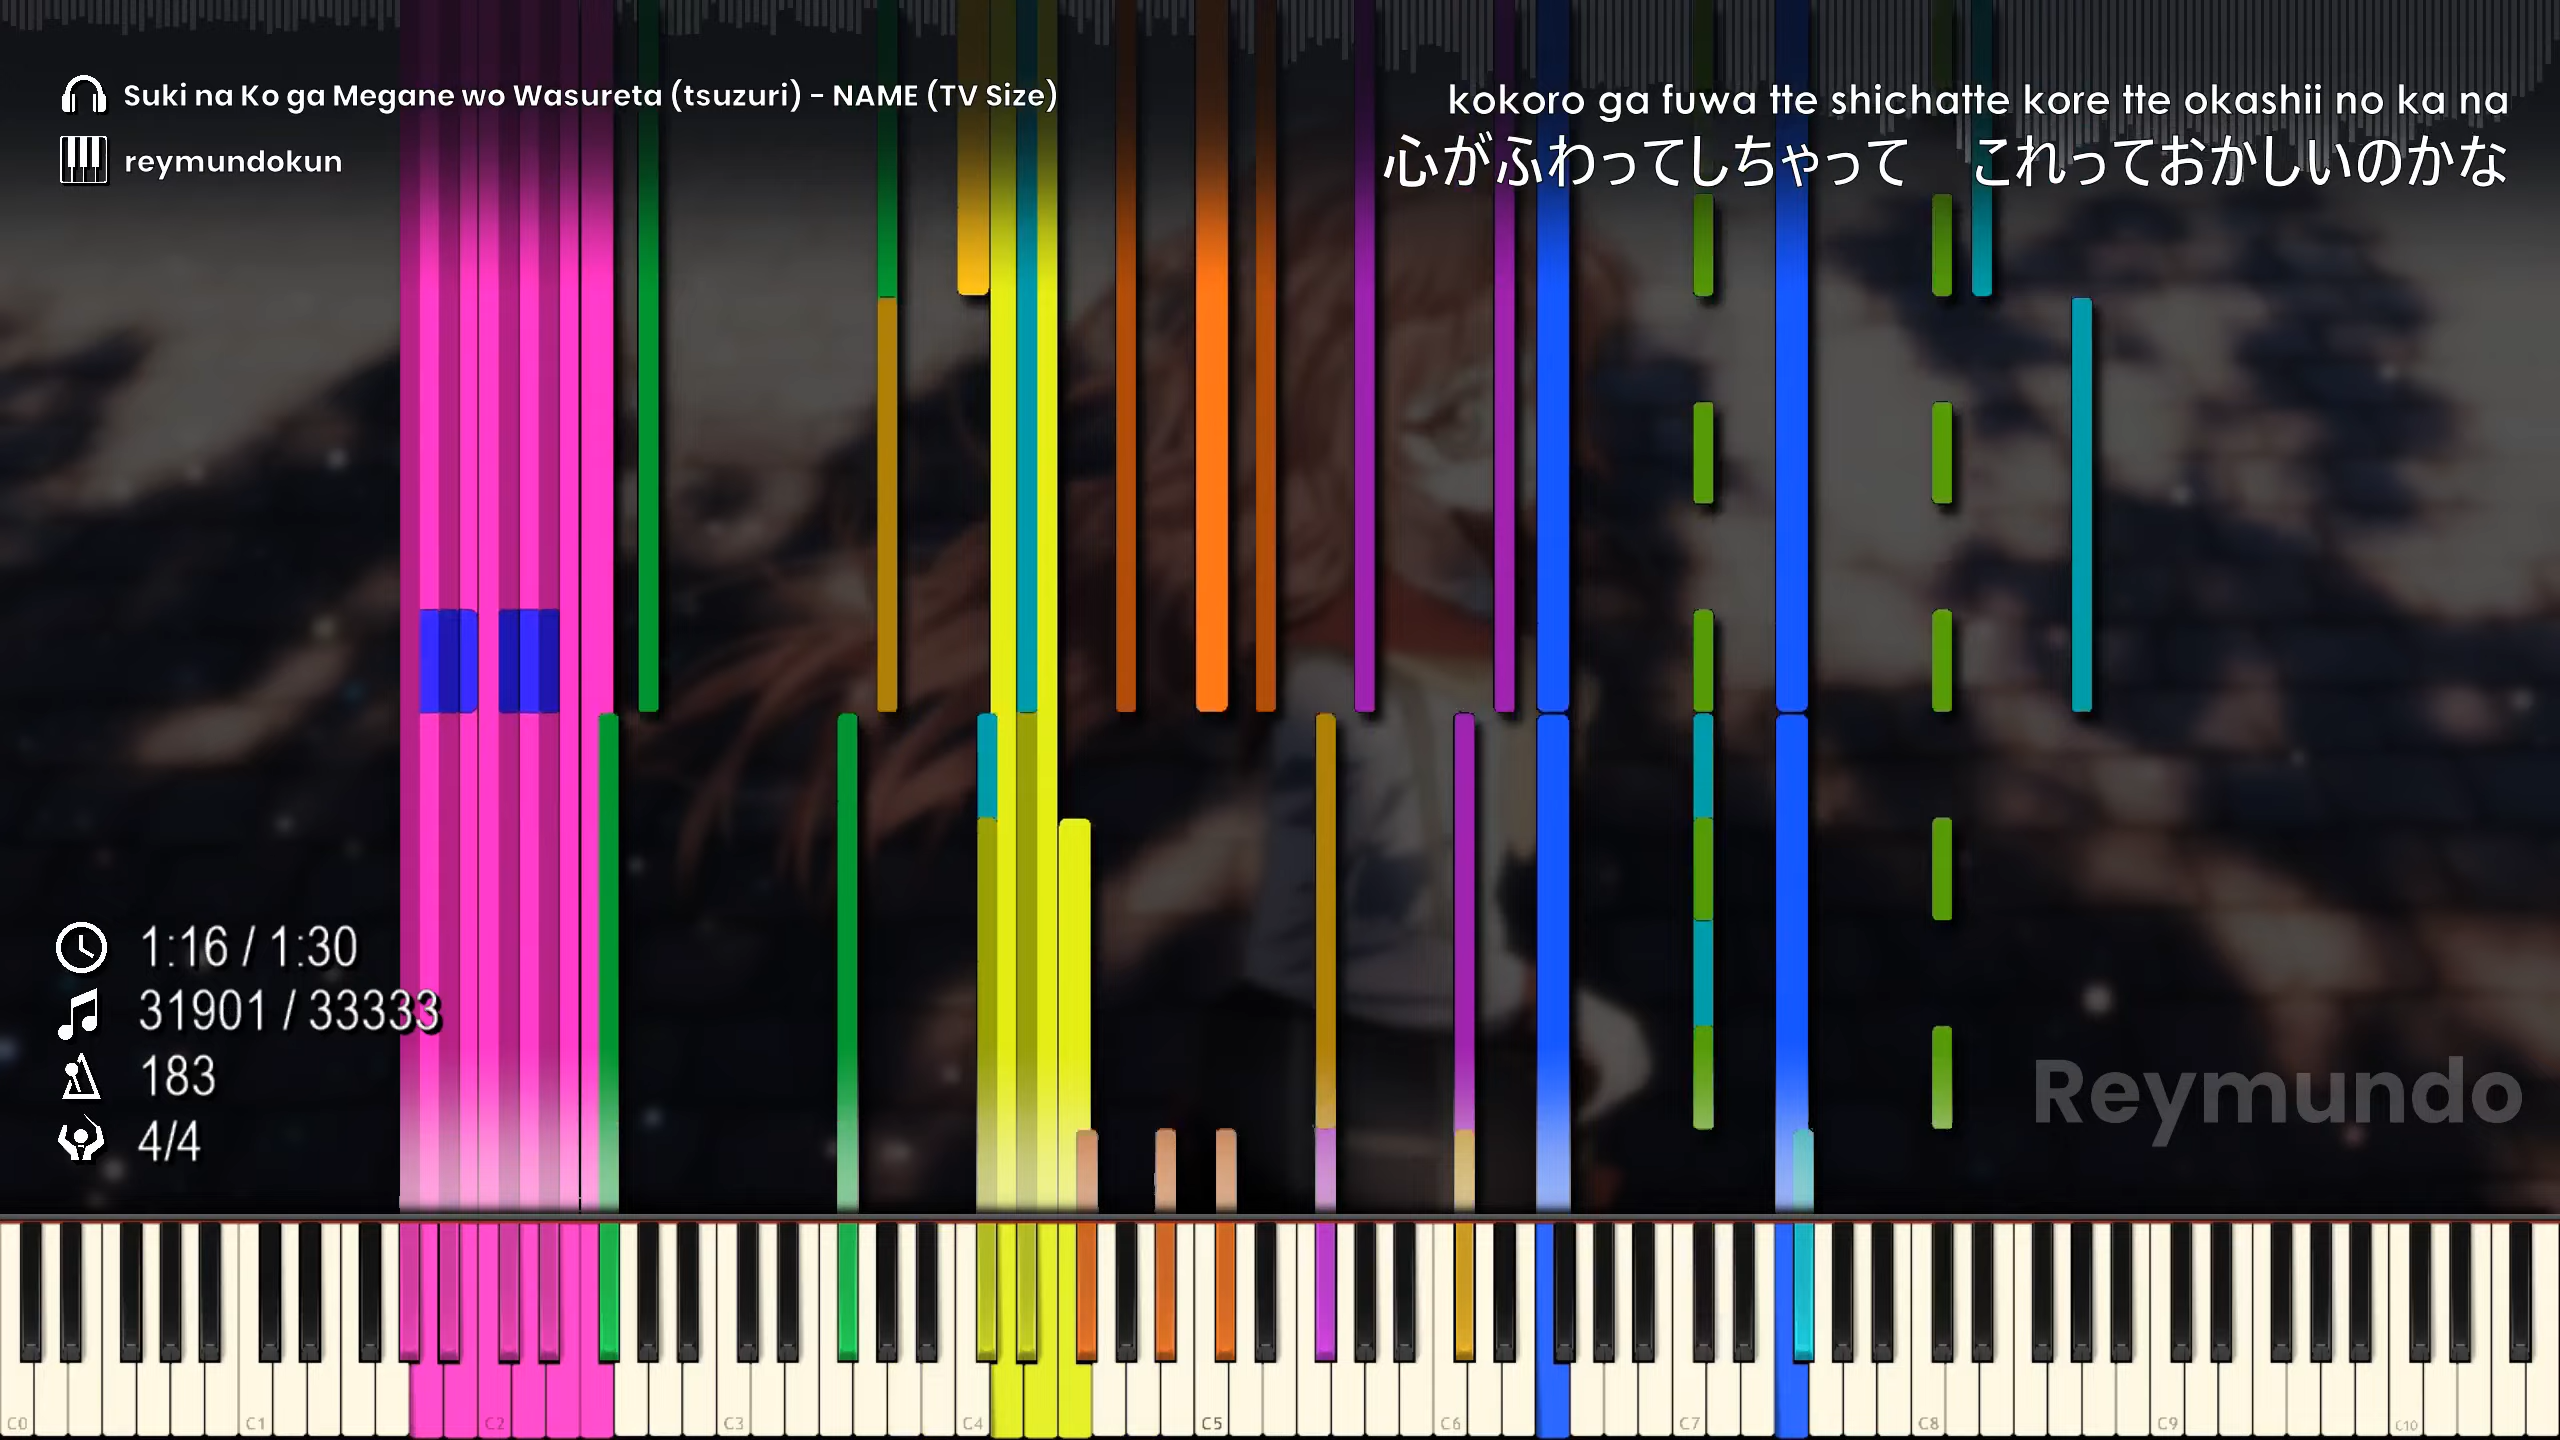 Suki na Ko ga Megane wo Wasureta (tsuzuri) - NAME (TV Size)
reymundokun
kokoro ga fuwa tte shichatte kore tte okashii no ka na
心がふわってしちゃって　これっておかしいのかな
1:16 / 1:30
31901 / 33333
183
4/4
Reymundo
C0 C1 C2 C3 C4 C5 C6 C7 C8 C9 C10